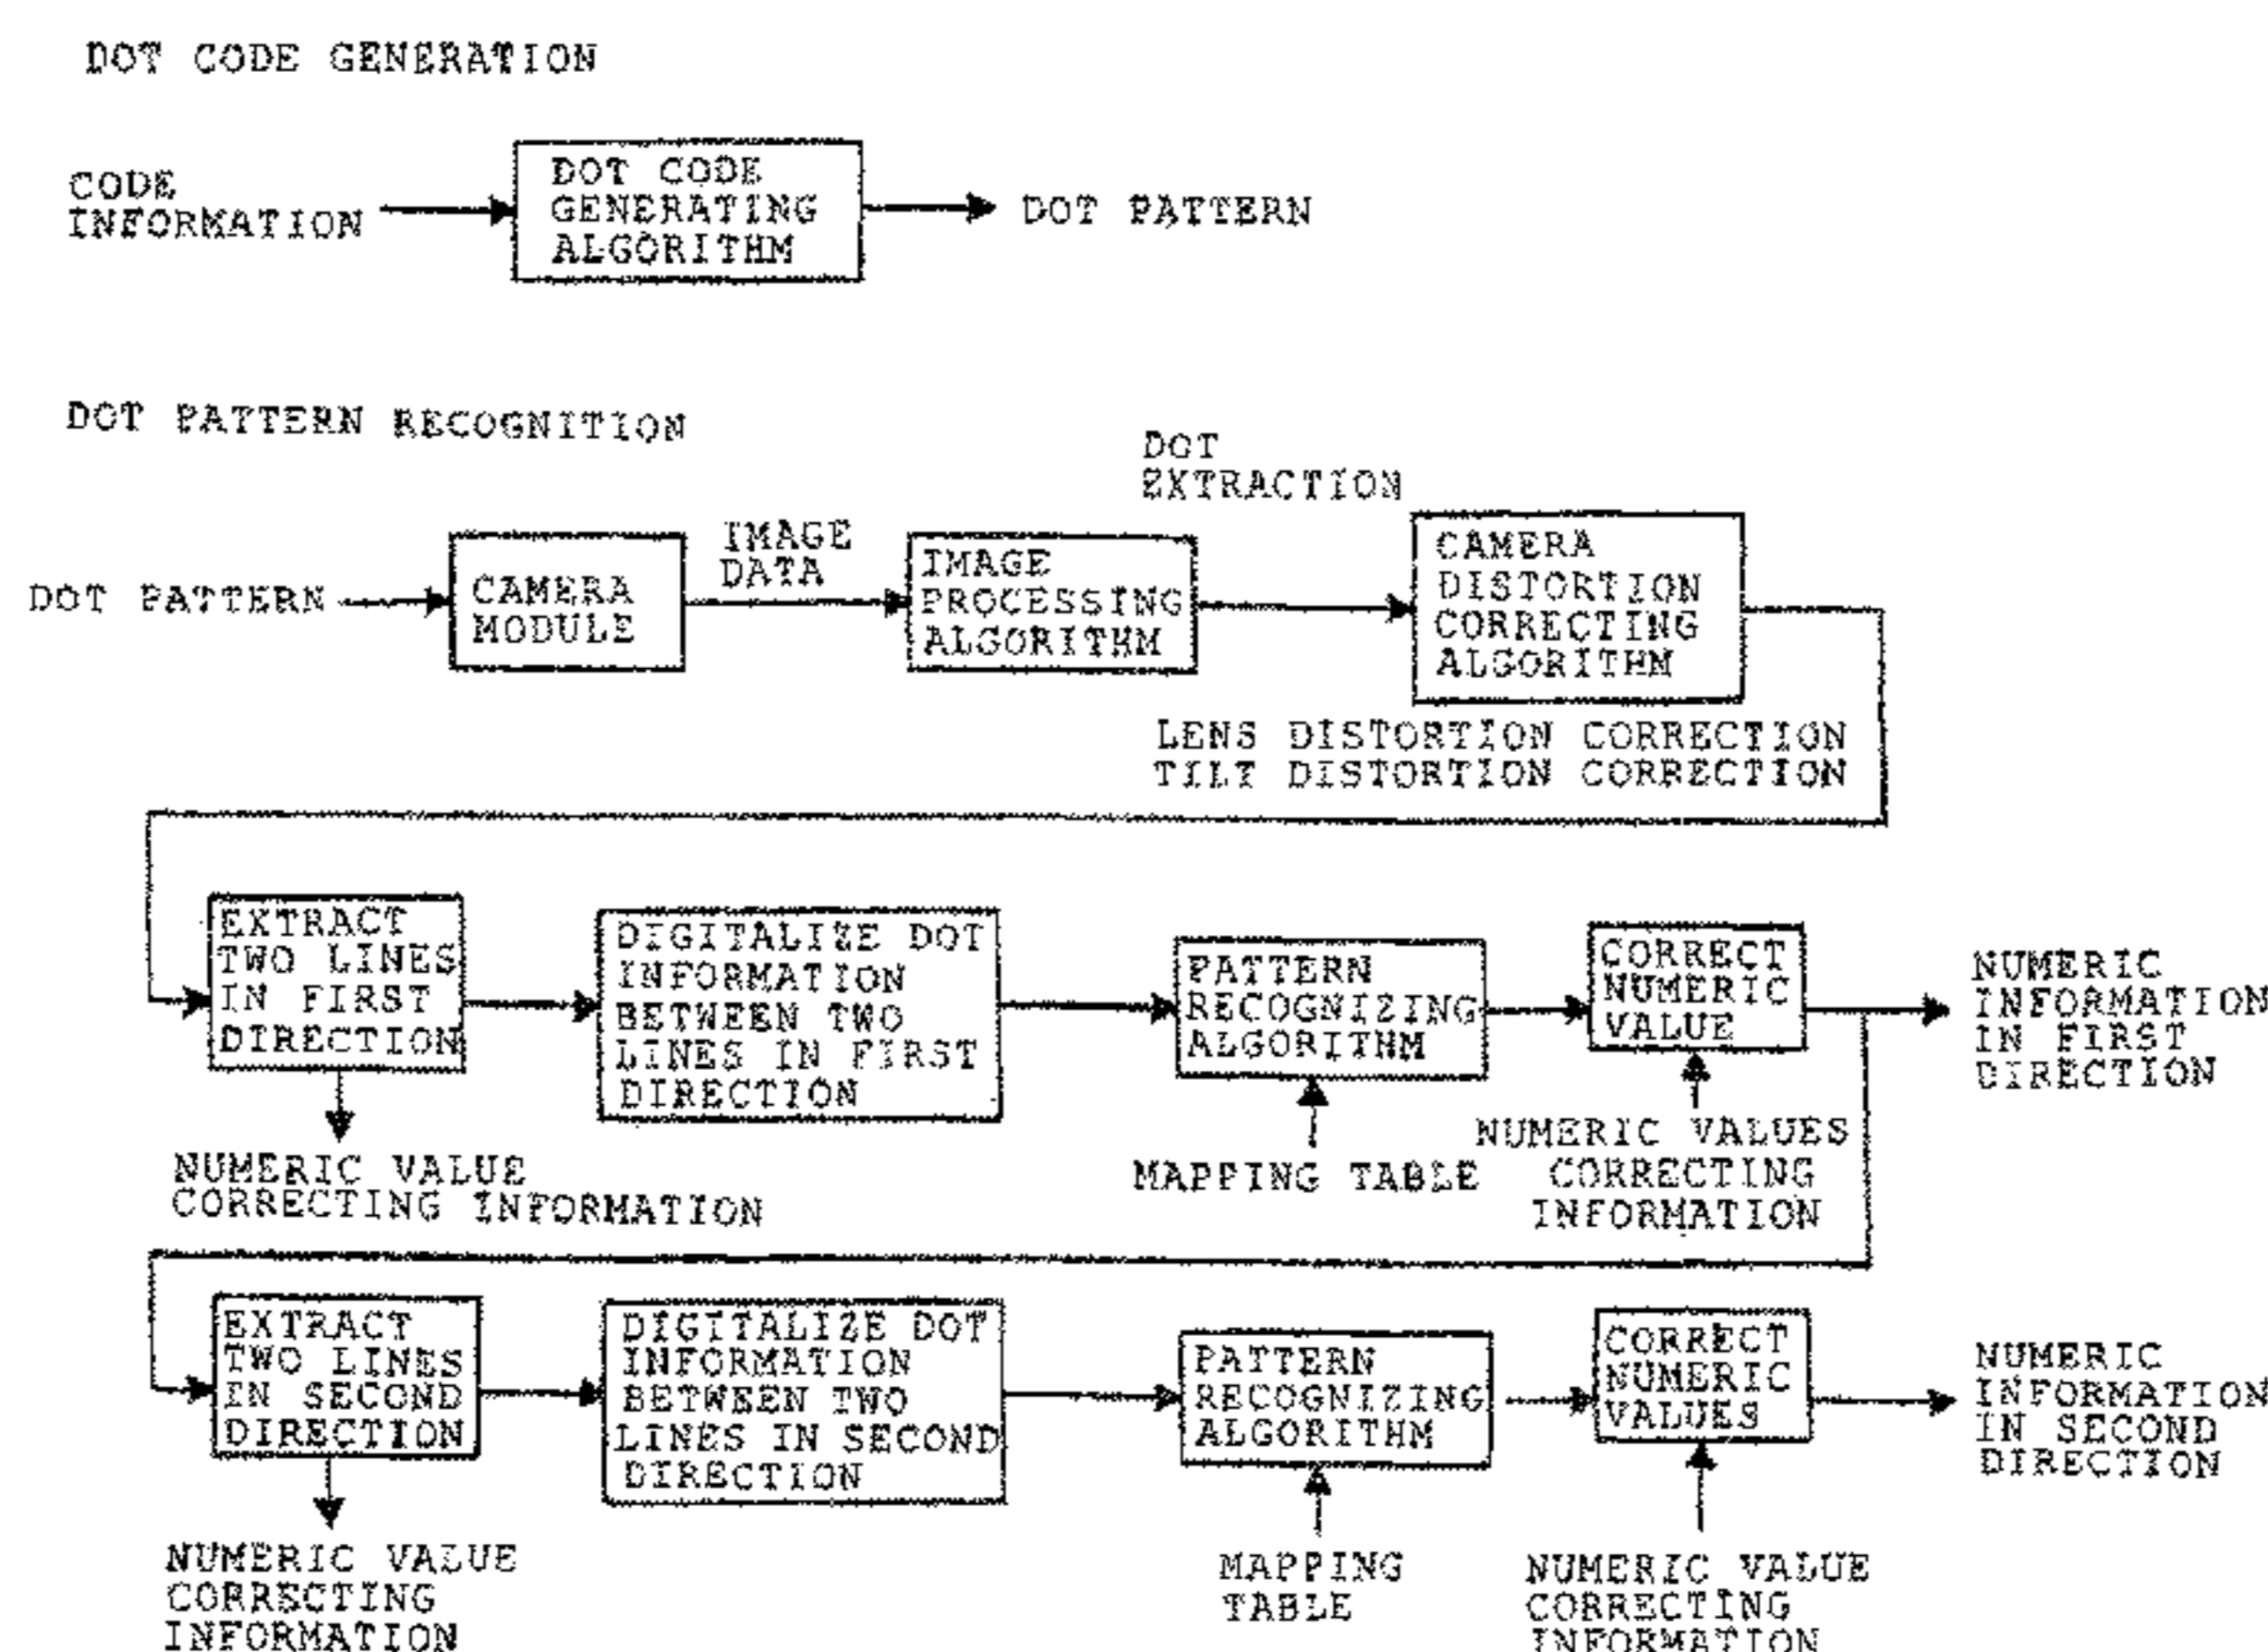 DOT CODE GENERATION
CODE
INFORMATION
DOT CODE
GENERATING
ALGORITHM
DOT PATTERN
DOT PATTERN RECOGNITION
DOT
EXTRACTION
DOT PATTERN
CAMERA
MODULE
IMAGE
DATA
IMAGE
PROCESSING
ALGORITHM
CAMERA
DISTORTION
CORRECTING
ALGORITHM
LENS DISTORTION CORRECTION
TILT DISTORTION CORRECTION
EXTRACT
TWO LINES
IN FIRST
DIRECTION
DIGITALIZE DOT
INFORMATION
BETWEEN TWO
LINES IN FIRST
DIRECTION
PATTERN
RECOGNIZING
ALGORITHM
CORRECT
NUMERIC
VALUE
NUMERIC
INFORMATION
IN FIRST
DIRECTION
NUMERIC VALUE
CORRECTING INFORMATION
MAPPING TABLE
NUMERIC VALUES
CORRECTING
INFORMATION
EXTRACT
TWO LINES
IN SECOND
DIRECTION
DIGITALIZE DOT
INFORMATION
BETWEEN TWO
LINES IN SECOND
DIRECTION
PATTERN
RECOGNIZING
ALGORITHM
CORRECT
NUMERIC
VALUES
NUMERIC
INFORMATION
IN SECOND
DIRECTION
NUMERIC VALUE
CORRECTING
INFORMATION
MAPPING
TABLE
NUMERIC VALUE
CORRECTING
INFORMATION